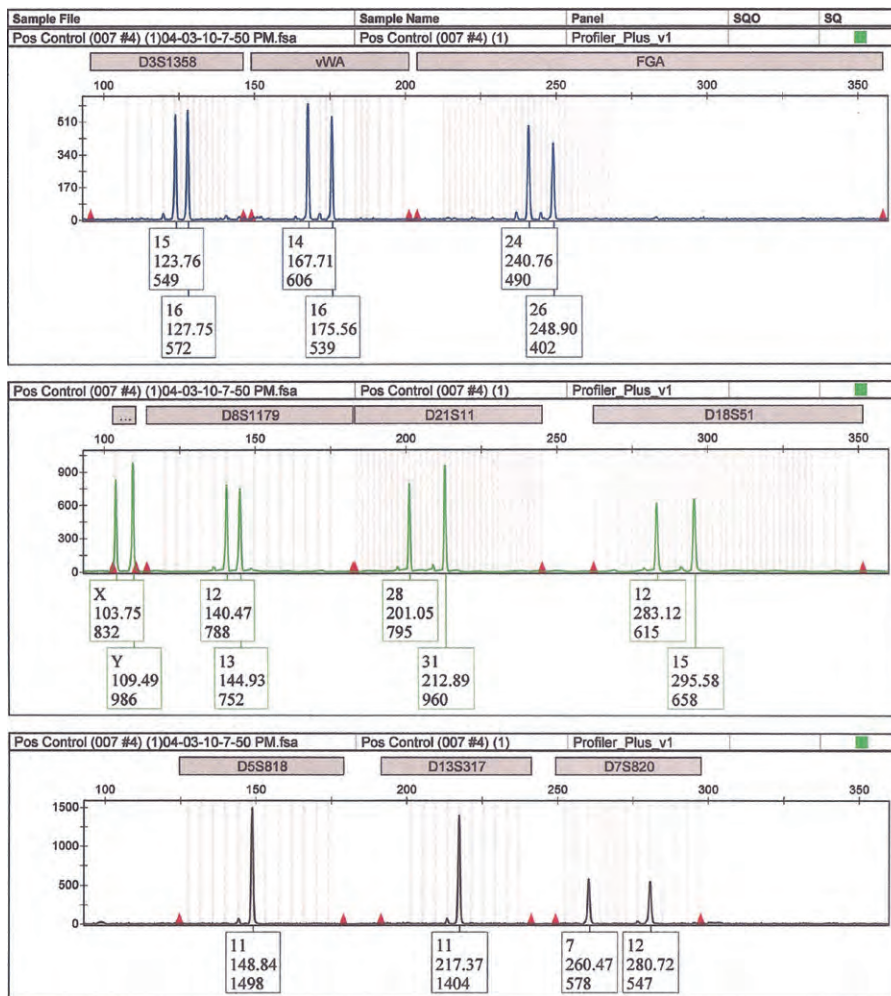 Sample File Sample Name Panel SQO SQ
Pos Control (007 #4) (1)04-03-10-7-50 PM.fsa Pos Control (007 #4) (1) Profiler_Plus_v1
D3S1358 vWA FGA
100 150 200 250 300 350
510
340
170
0
15 14 24
123.76 167.71 240.76
549 606 490
16 16 26
127.75 175.56 248.90
572 539 402
Pos Control (007 #4) (1)04-03-10-7-50 PM.fsa Pos Control (007 #4) (1) Profiler_Plus_v1
... D8S1179 D21S11 D18S51
100 150 200 250 300 350
900
600
300
0
X 12 28 12
103.75 140.47 201.05 283.12
832 788 795 615
Y 13 31 15
109.49 144.93 212.89 295.58
986 752 960 658
Pos Control (007 #4) (1)04-03-10-7-50 PM.fsa Pos Control (007 #4) (1) Profiler_Plus_v1
D5S818 D13S317 D7S820
100 150 200 250 300 350
1500
1000
500
0
11 11 7 12
148.84 217.37 260.47 280.72
1498 1404 578 547